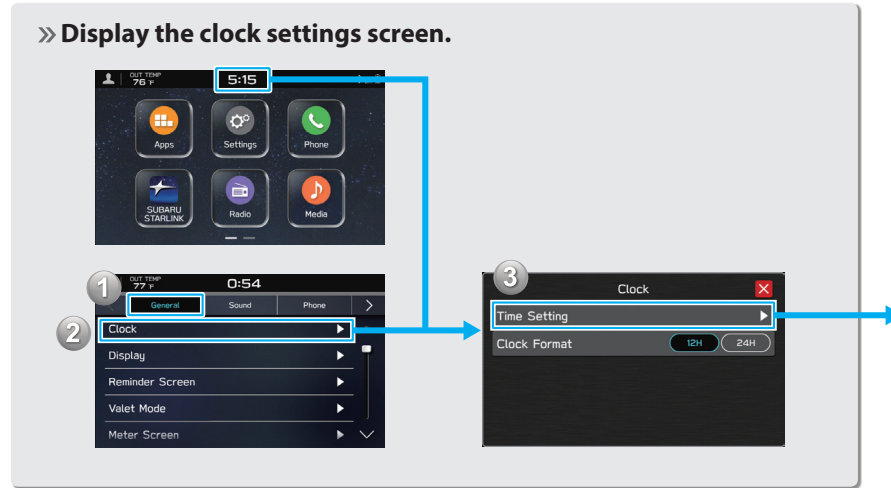 » Display the clock settings screen.
OUT TEMP
76 °F
5:15
Apps
Settings
Phone
SUBARU
STARLINK
Radio
Media
1
OUT TEMP
77 °F
0:54
General
Sound
Phone
2
Clock
Display
Reminder Screen
Valet Mode
Meter Screen
3
Clock
Time Setting
Clock Format
12H
24H